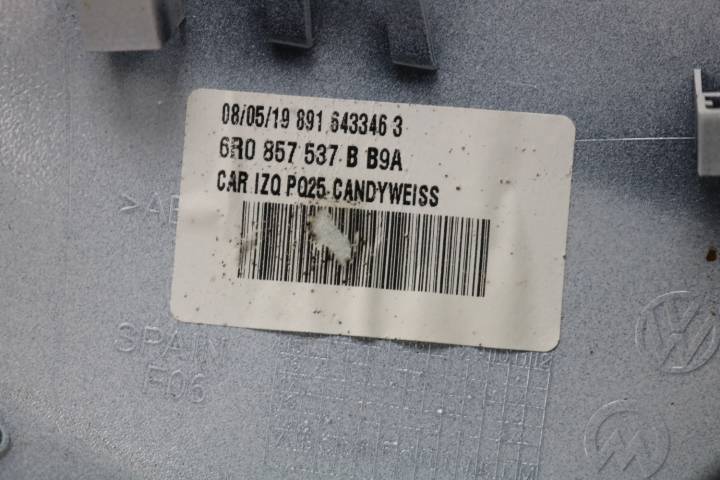 08/05/19 891 643346 3
6R0 857 537 B B9A
CAR IZQ PQ25 CANDYWEISS
SPAIN
F06